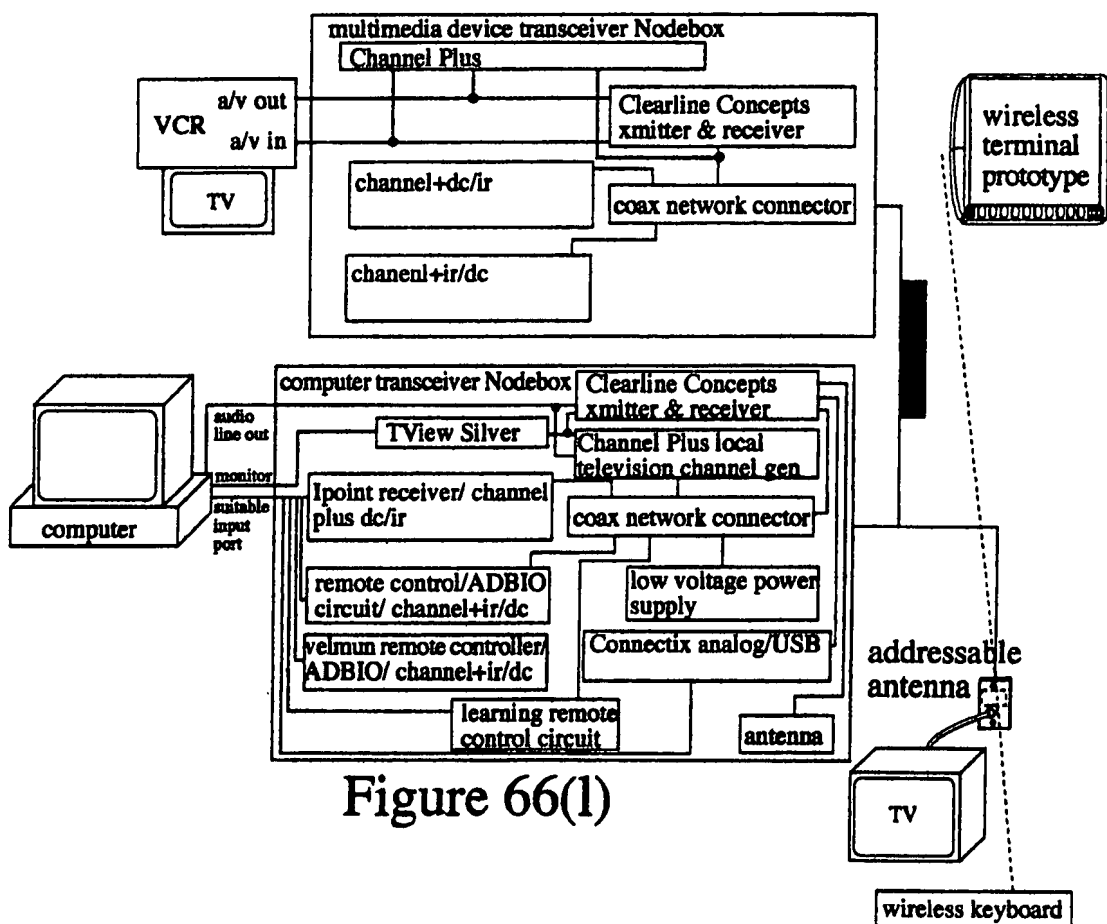 multimedia device transceiver Nodebox
Channel Plus
a/v out
VCR
a/v in
TV
Clearline Concepts
xmitter & receiver
channel+dc/ir
coax network connector
chanenl+ir/dc
wireless
terminal
prototype
computer transceiver Nodebox
Clearline Concepts
xmitter & receiver
audio
line out
TView Silver
Channel Plus local
television channel gen
monitor
suitable
input
port
computer
Ipoint receiver/ channel
plus dc/ir
coax network connector
remote control/ADBIO
circuit/ channel+ir/dc
low voltage power
supply
velmun remote controller/
ADBIO/ channel+ir/dc
Connectix analog/USB
learning remote
control circuit
antenna
addressable
antenna
TV
wireless keyboard
Figure 66(l)